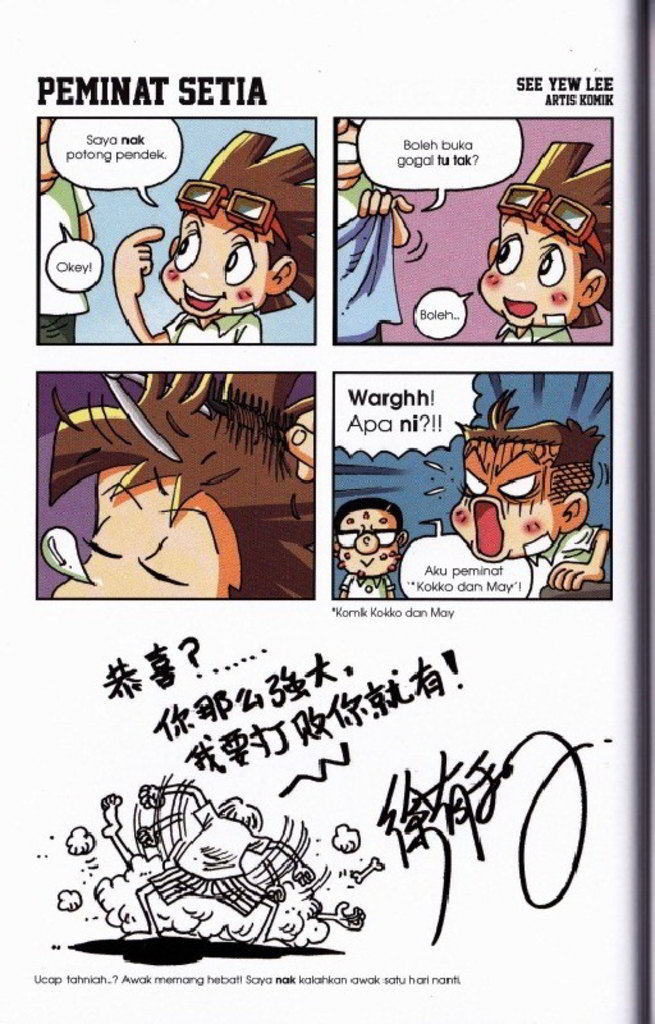 PEMINAT SETIA
SEE YEW LEE
ARTIS KOMIK
Saya nak
potong pendek.
Okey!
Boleh buka
gogal tu tak?
Boleh..
Warghh!
Apa ni?!!
Aku peminat
"*Kokko dan May"!
*Komik Kokko dan May
恭喜?......
你那么強大,
我要打败你就有!
Ucap tahniah..? Awak memang hebat! Saya nak kalahkan awak satu hari nanti.